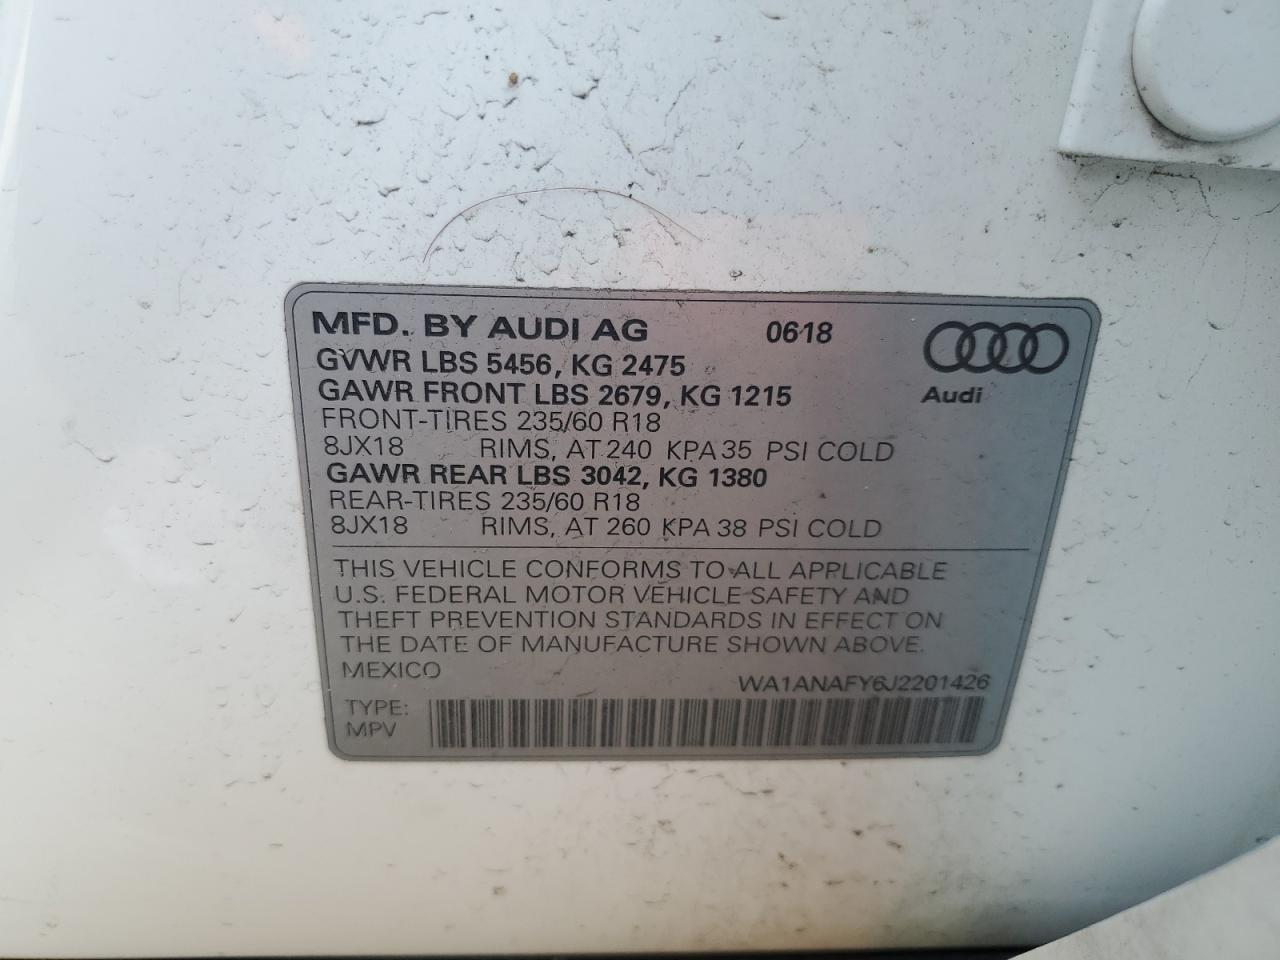 MFD. BY AUDI AG 0618
GVWR LBS 5456, KG 2475
GAWR FRONT LBS 2679, KG 1215
Audi
FRONT-TIRES 235/60 R18
8JX18 RIMS, AT 240 KPA 35 PSI COLD
GAWR REAR LBS 3042, KG 1380
REAR-TIRES 235/60 R18
8JX18 RIMS, AT 260 KPA 38 PSI COLD
THIS VEHICLE CONFORMS TO ALL APPLICABLE
U.S. FEDERAL MOTOR VEHICLE SAFETY AND
THEFT PREVENTION STANDARDS IN EFFECT ON
THE DATE OF MANUFACTURE SHOWN ABOVE.
MEXICO
WA1ANAFY6J2201426
TYPE:
MPV